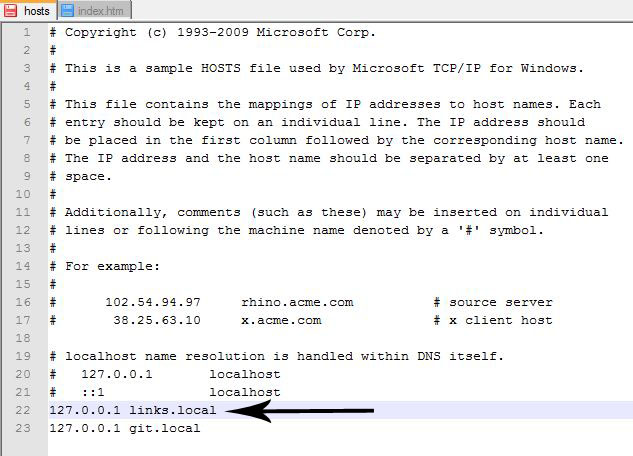 hosts index.htm
1 # Copyright (c) 1993-2009 Microsoft Corp.
2 #
3 # This is a sample HOSTS file used by Microsoft TCP/IP for Windows.
4 #
5 # This file contains the mappings of IP addresses to host names. Each
6 # entry should be kept on an individual line. The IP address should
7 # be placed in the first column followed by the corresponding host name.
8 # The IP address and the host name should be separated by at least one
9 # space.
10 #
11 # Additionally, comments (such as these) may be inserted on individual
12 # lines or following the machine name denoted by a '#' symbol.
13 #
14 # For example:
15 #
16 # 102.54.94.97 rhino.acme.com # source server
17 # 38.25.63.10 x.acme.com # x client host
18
19 # localhost name resolution is handled within DNS itself.
20 # 127.0.0.1 localhost
21 # ::1 localhost
22 127.0.0.1 links.local
23 127.0.0.1 git.local